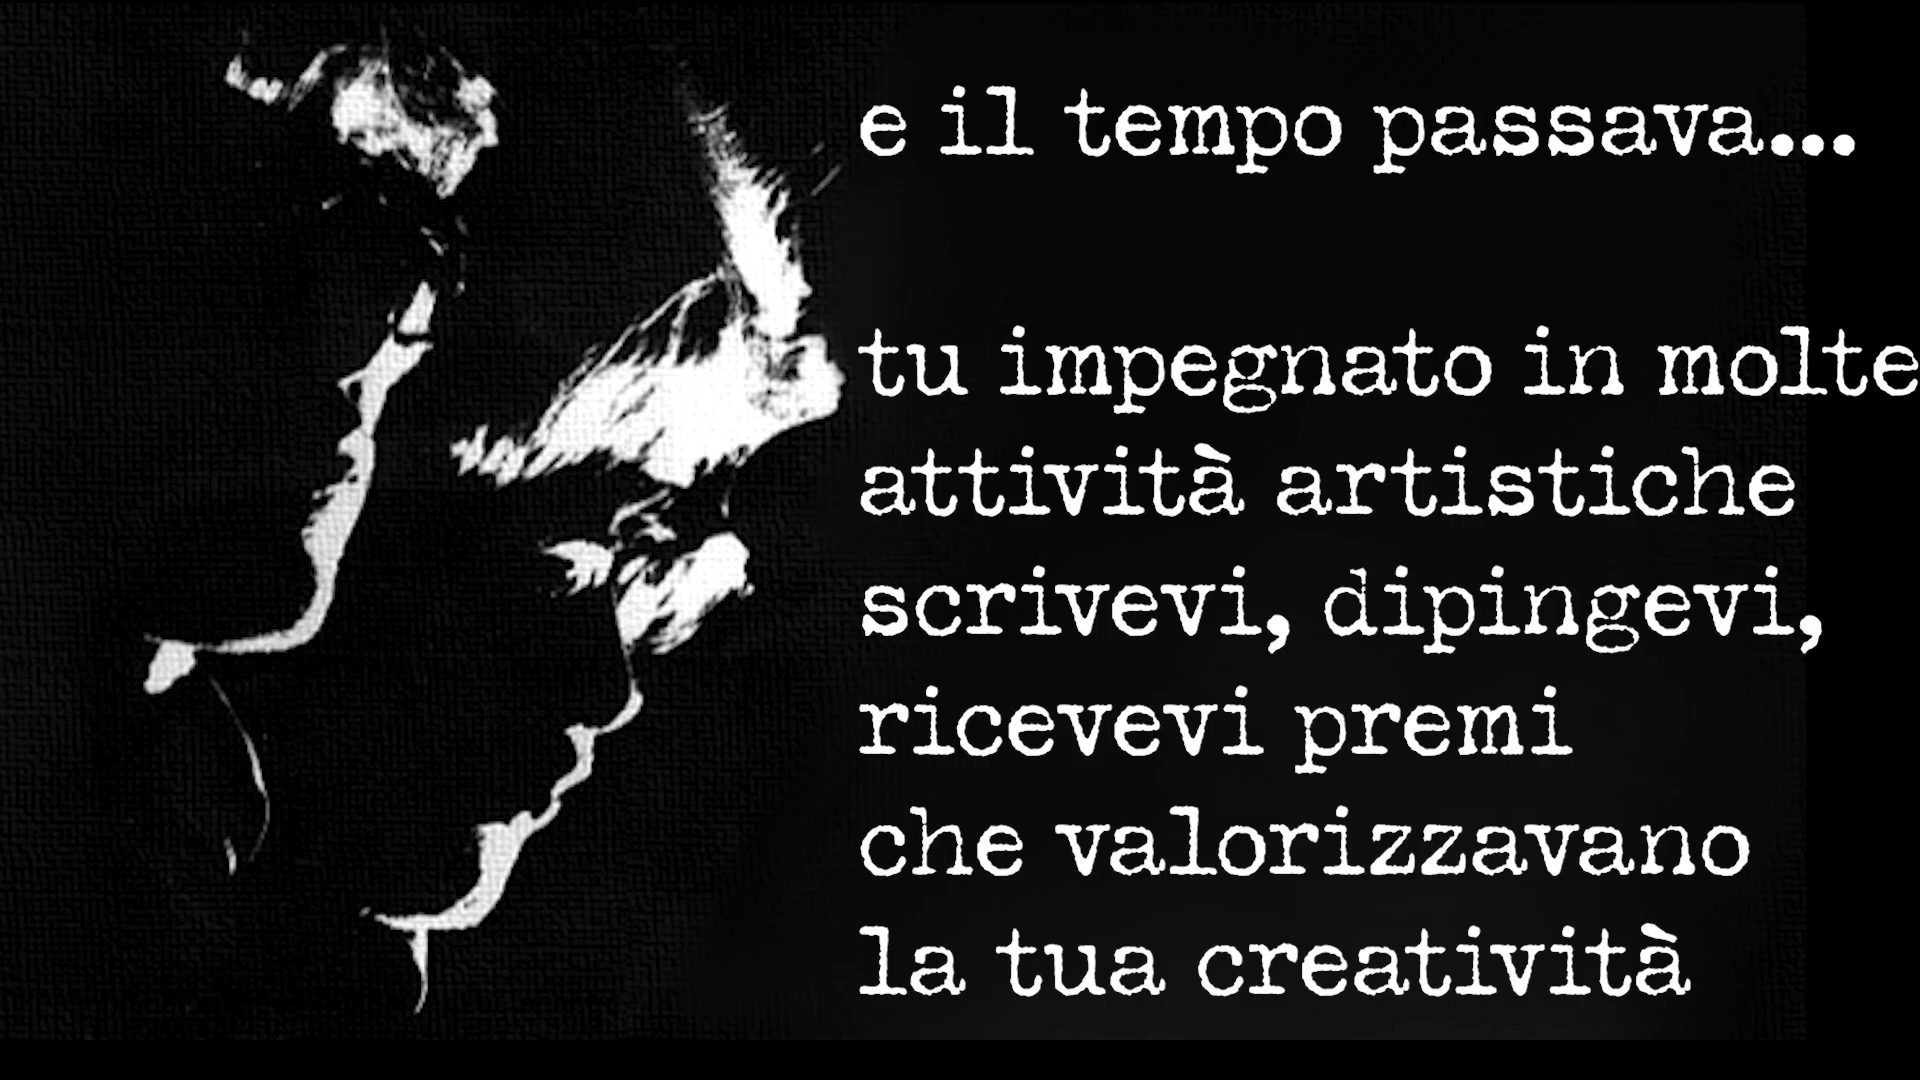 e il tempo passava...
tu impegnato in molte
attività artistiche
scrivevi, dipingevi,
ricevevi premi
che valorizzavano
la tua creatività